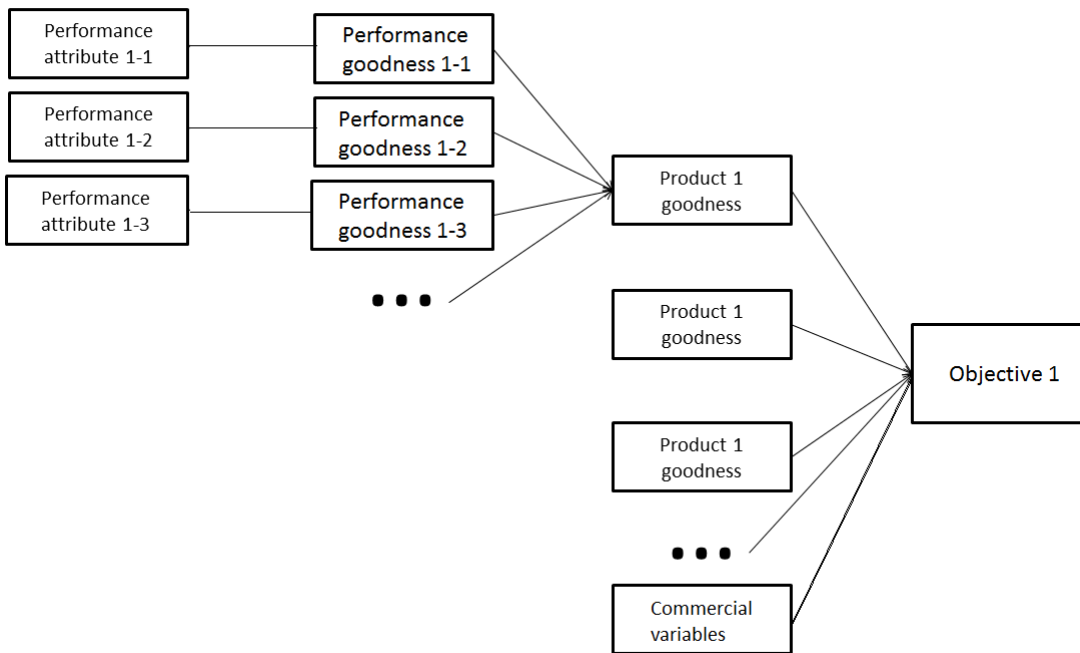 Performance
attribute 1-1
Performance
goodness 1-1
Performance
attribute 1-2
Performance
goodness 1-2
Performance
attribute 1-3
Performance
goodness 1-3
...
Product 1
goodness
Product 1
goodness
Objective 1
Product 1
goodness
...
Commercial
variables